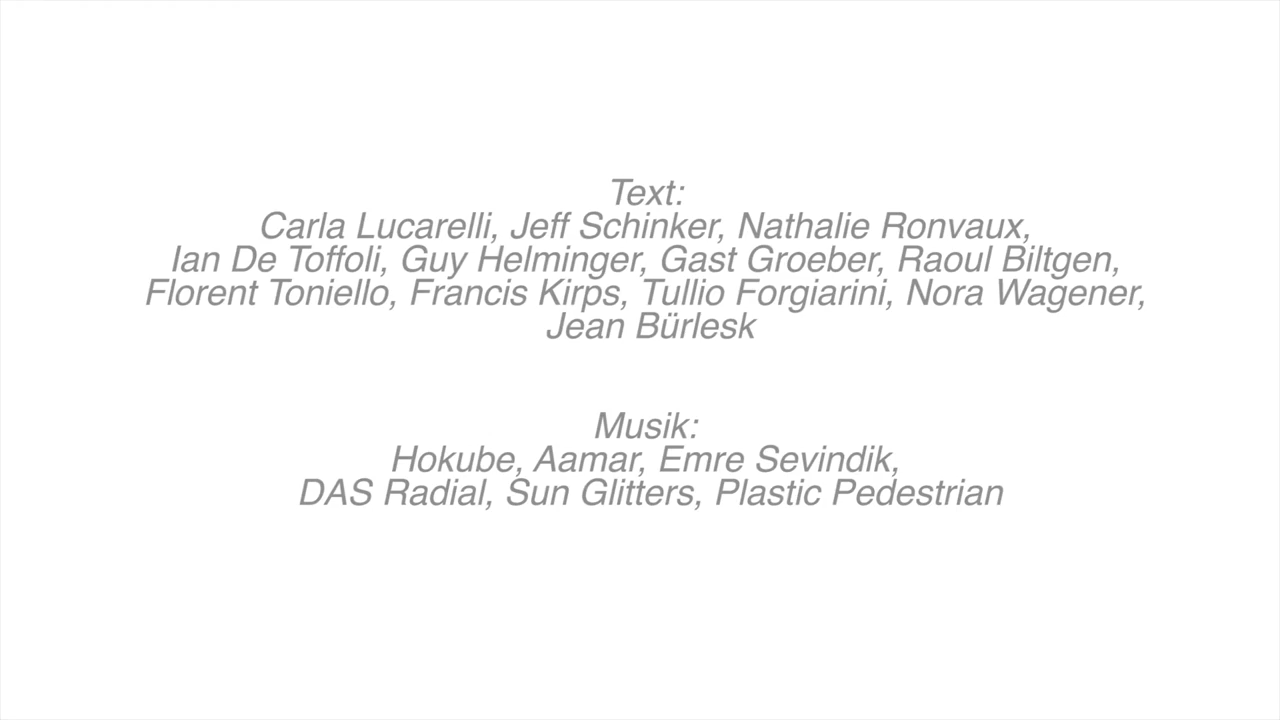 Text:
Carla Lucarelli, Jeff Schinker, Nathalie Ronvaux,
Ian De Toffoli, Guy Helminger, Gast Groeber, Raoul Biltgen,
Florent Toniello, Francis Kirps, Tullio Forgiarini, Nora Wagener,
Jean Bürlesk
Musik:
Hokube, Aamar, Emre Sevindik,
DAS Radial, Sun Glitters, Plastic Pedestrian